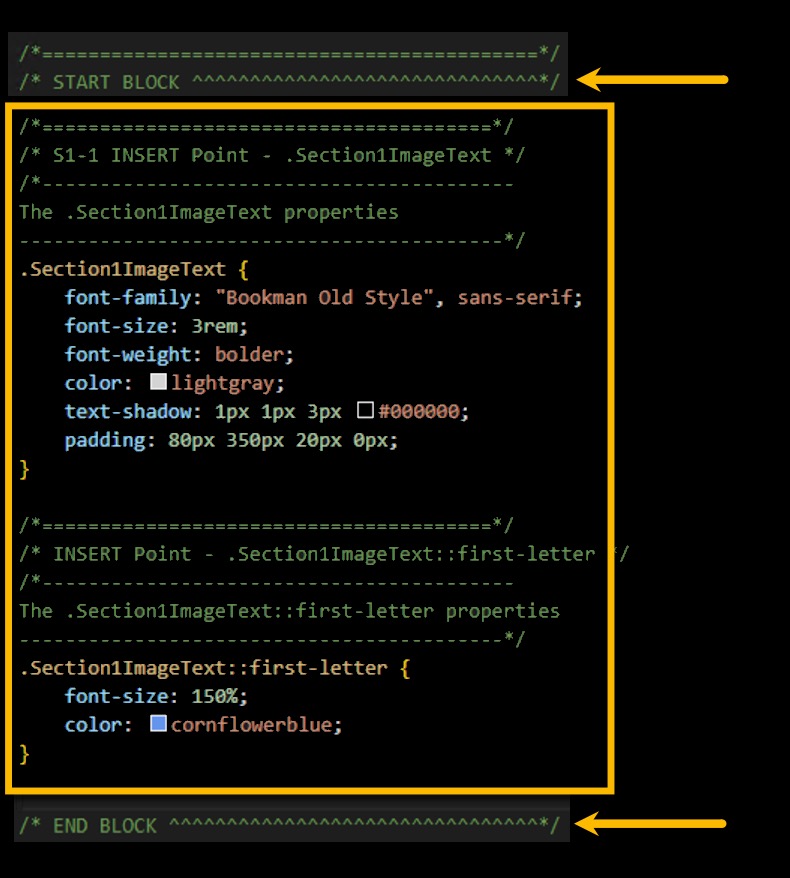 /*=============================================*/
/* START BLOCK ^^^^^^^^^^^^^^^^^^^^^^^^^^^^^^*/
/*=======================================*/
/* S1-1 INSERT Point - .Section1ImageText */
/*-----------------------------------------
The .Section1ImageText properties
------------------------------------------*/
.Section1ImageText {
    font-family: "Bookman Old Style", sans-serif;
    font-size: 3rem;
    font-weight: bolder;
    color: lightgray;
    text-shadow: 1px 1px 3px #000000;
    padding: 80px 350px 20px 0px;
}
/*=======================================*/
/* INSERT Point - .Section1ImageText::first-letter */
/*-----------------------------------------
The .Section1ImageText::first-letter properties
------------------------------------------*/
.Section1ImageText::first-letter {
    font-size: 150%;
    color: cornflowerblue;
}
/* END BLOCK ^^^^^^^^^^^^^^^^^^^^^^^^^^^^^^^^*/